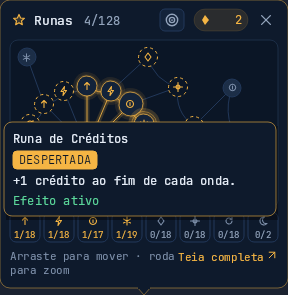 Runas 4/128 2
Runa de Créditos
DESPERTADA
+1 crédito ao fim de cada onda.
Efeito ativo
1/18 1/18 1/17 1/19 0/18 0/18 0/18 0/2
Arraste para mover · roda Teia completa
para zoom